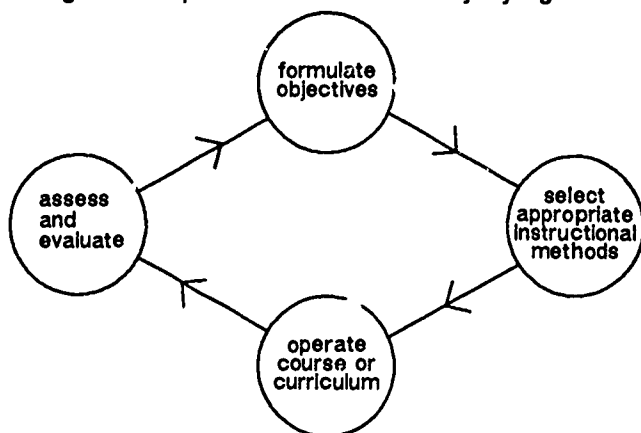 formulate
objectives
select
appropriate
instructional
methods
operate
course or
curriculum
assess
and
evaluate